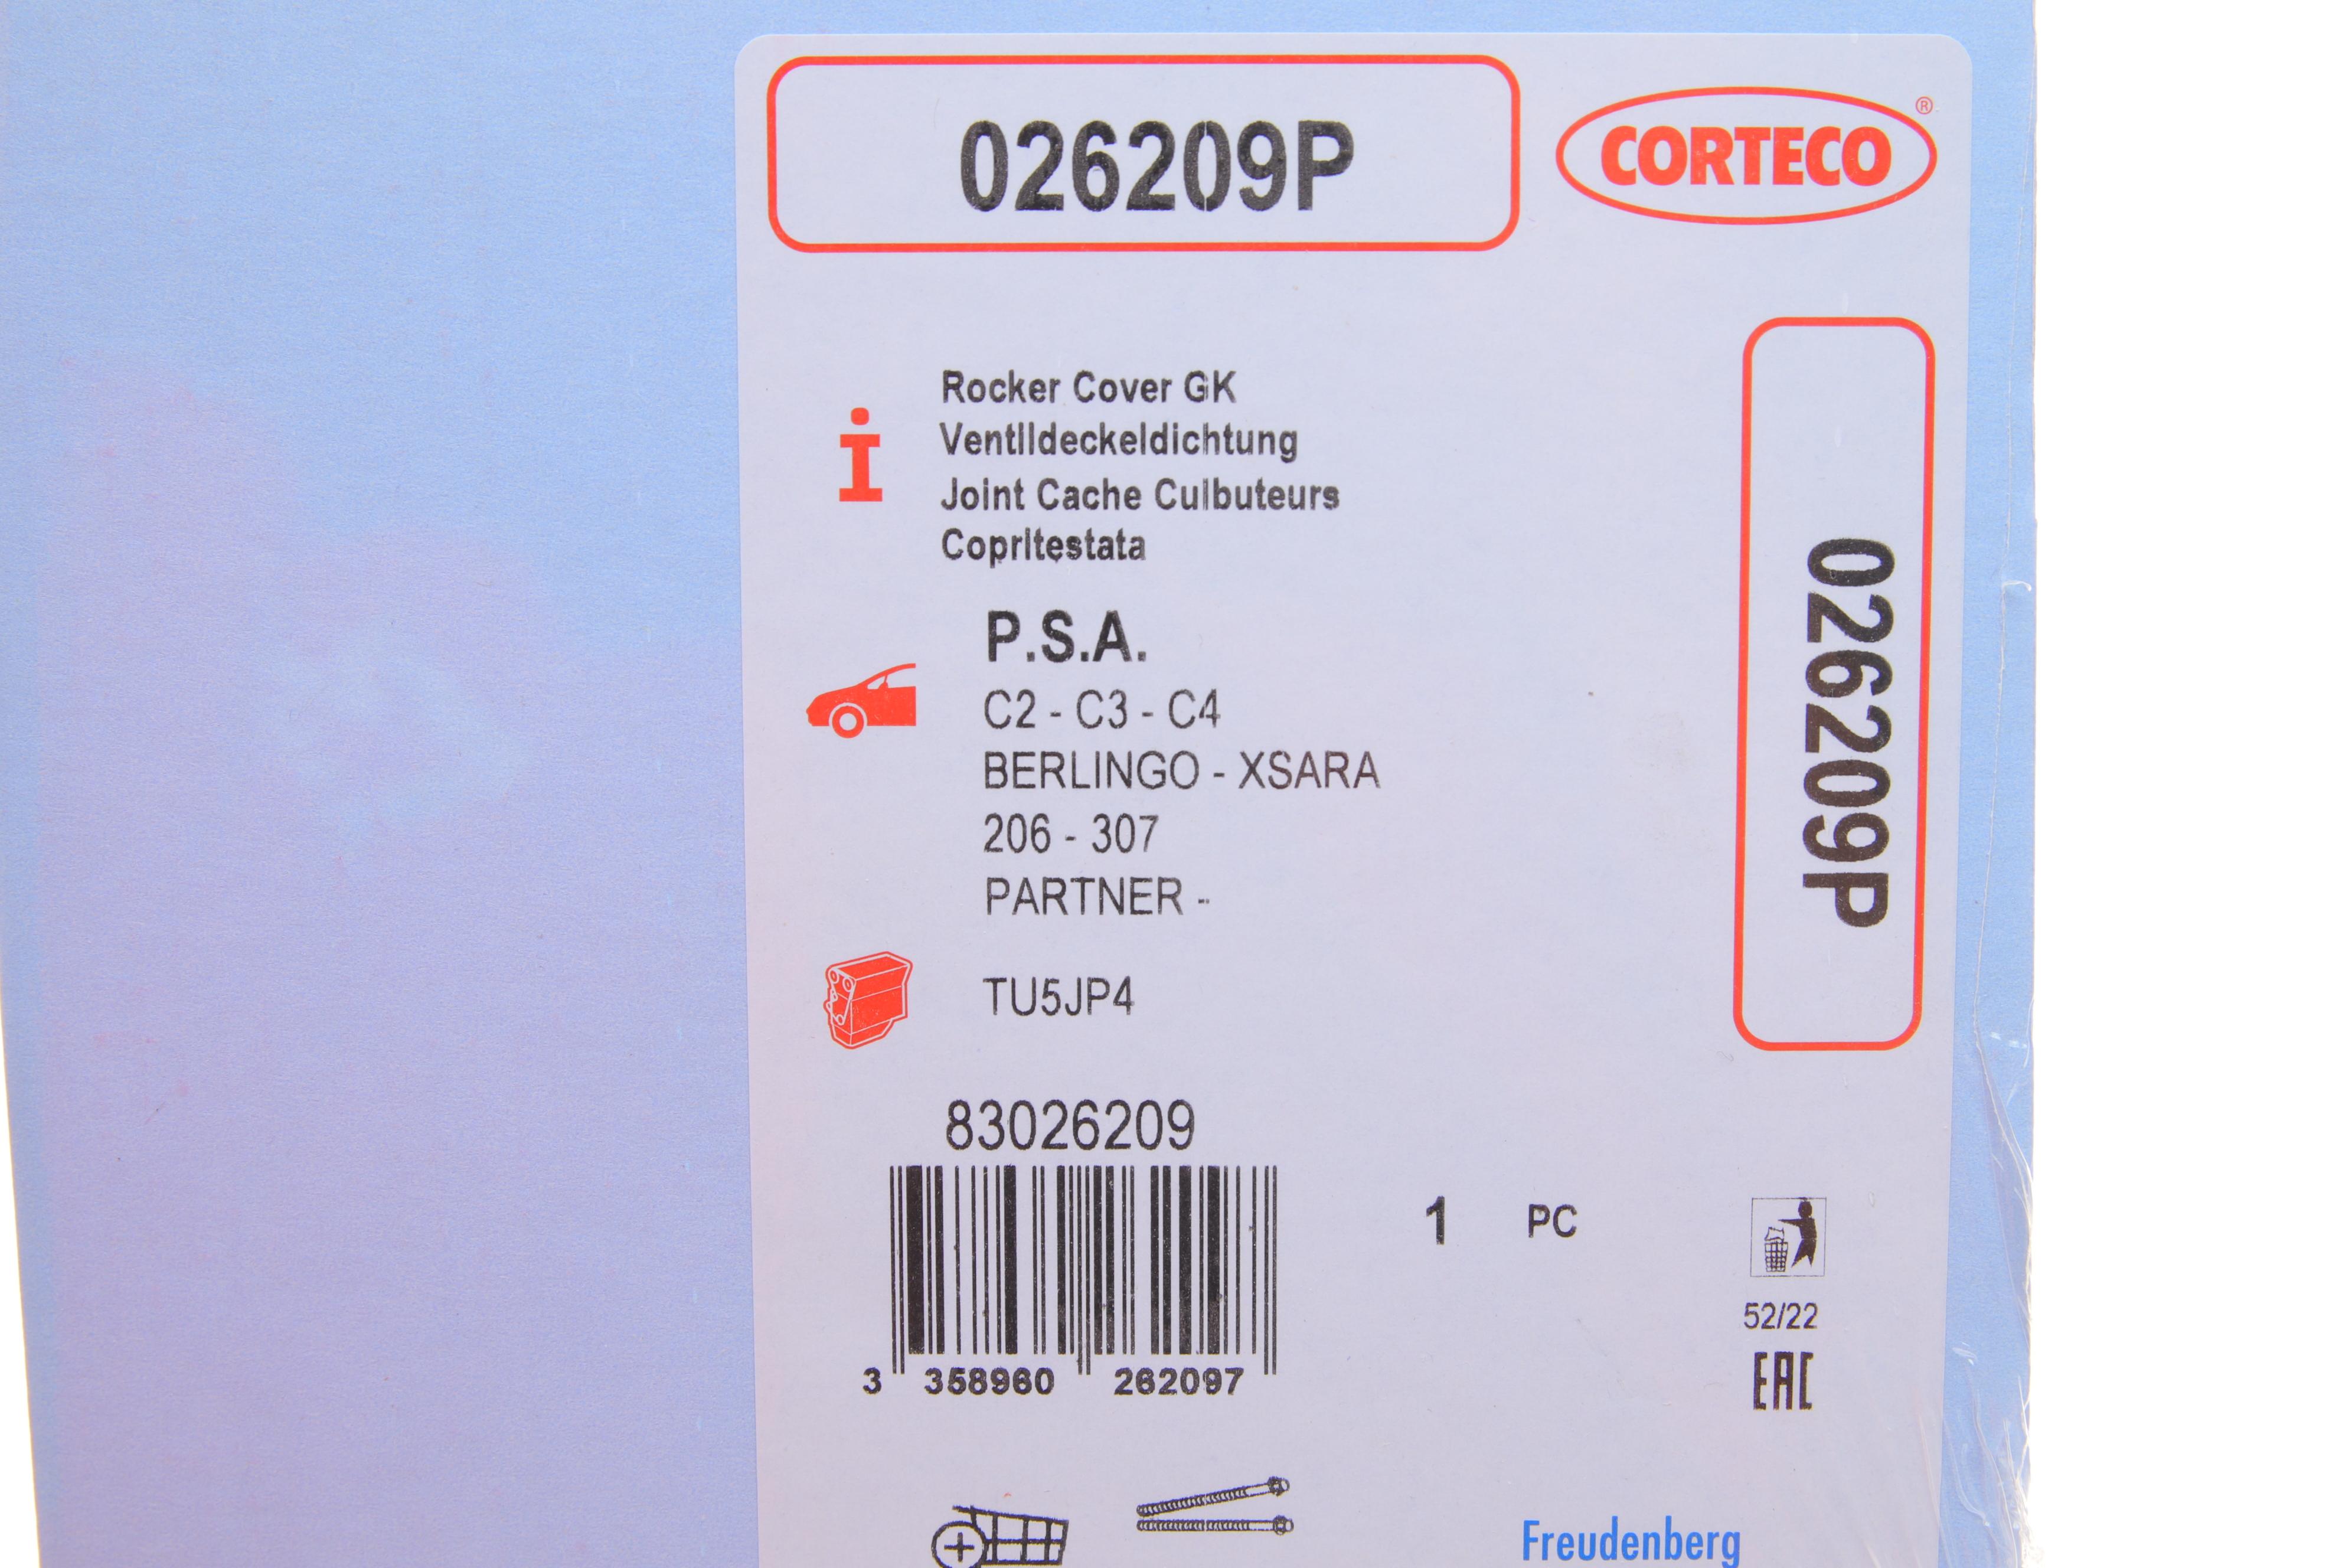 026209P
CORTECO®
Rocker Cover GK
Ventildeckeldichtung
Joint Cache Culbuteurs
Copritestata
P.S.A.
C2 - C3 - C4
BERLINGO - XSARA
206 - 307
PARTNER -
TU5JP4
026209P
83026209
3 358960 262097
1 PC
52/22
EAC
Freudenberg